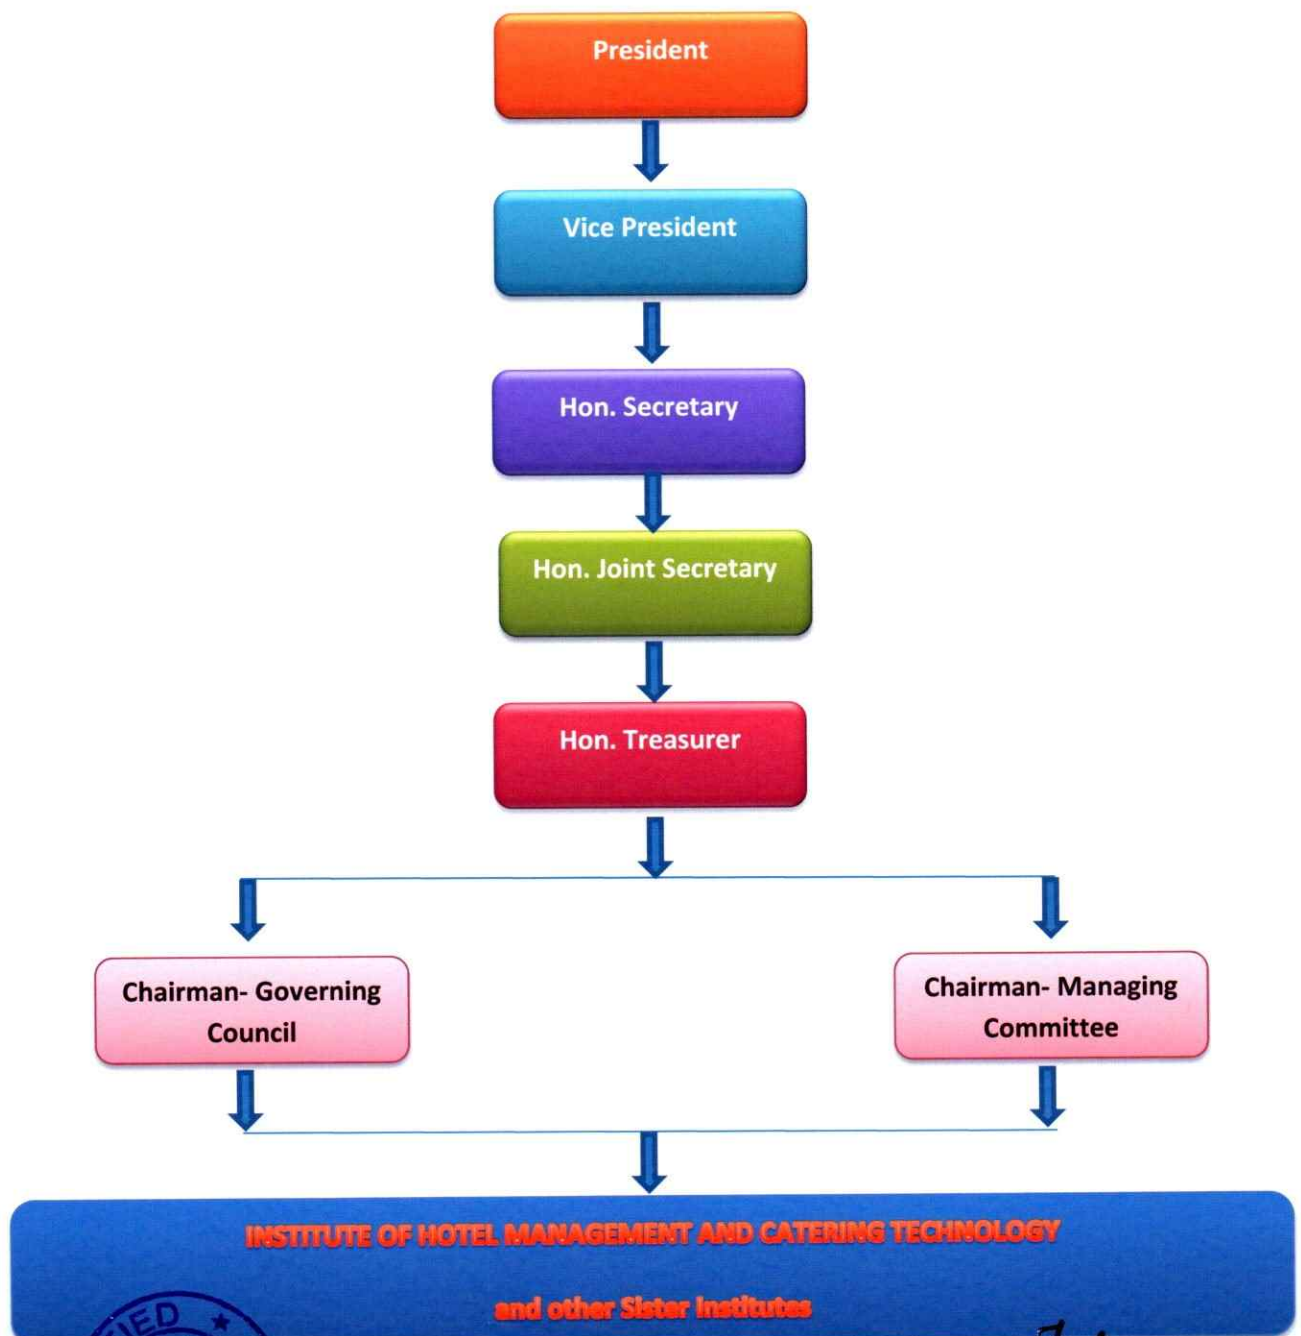 President
Vice President
Hon. Secretary
Hon. Joint Secretary
Hon. Treasurer
Chairman- Governing
Council
Chairman- Managing
Committee
INSTITUTE OF HOTEL MANAGEMENT AND CATERING TECHNOLOGY
and other Sister Institutes